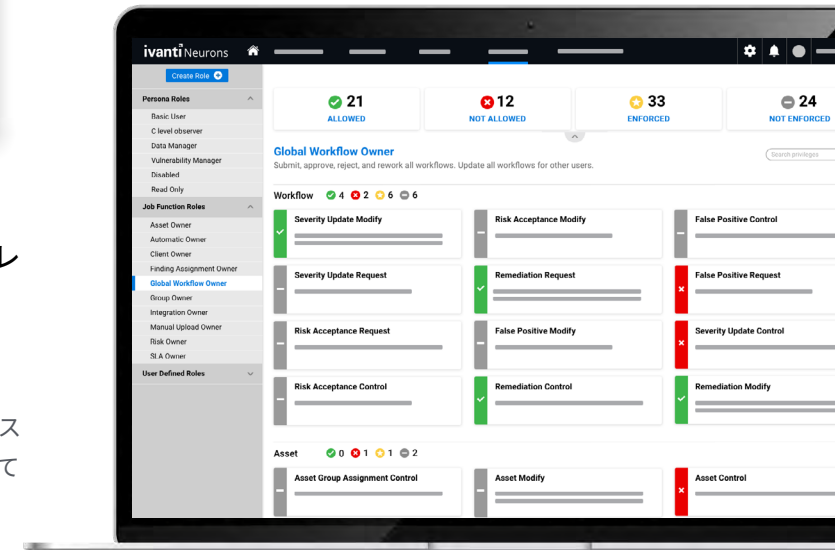 ivanti Neurons
Create Role
Persona Roles
Basic User
C level observer
Data Manager
Vulnerability Manager
Disabled
Read Only
Job Function Roles
Asset Owner
Automatic Owner
Client Owner
Finding Assignment Owner
Global Workflow Owner
Group Owner
Integration Owner
Manual Upload Owner
Risk Owner
SLA Owner
User Defined Roles
21
ALLOWED
12
NOT ALLOWED
33
ENFORCED
24
NOT ENFORCED
Global Workflow Owner
Submit, approve, reject, and rework all workflows. Update all workflows for other users.
Search privileges
Workflow 4 2 6 6
Severity Update Modify
Risk Acceptance Modify
False Positive Control
Severity Update Request
Remediation Request
False Positive Request
Risk Acceptance Request
False Positive Modify
Severity Update Control
Risk Acceptance Control
Remediation Control
Remediation Modify
Asset 0 1 1 2
Asset Group Assignment Control
Asset Modify
Asset Control
ル
ス
て